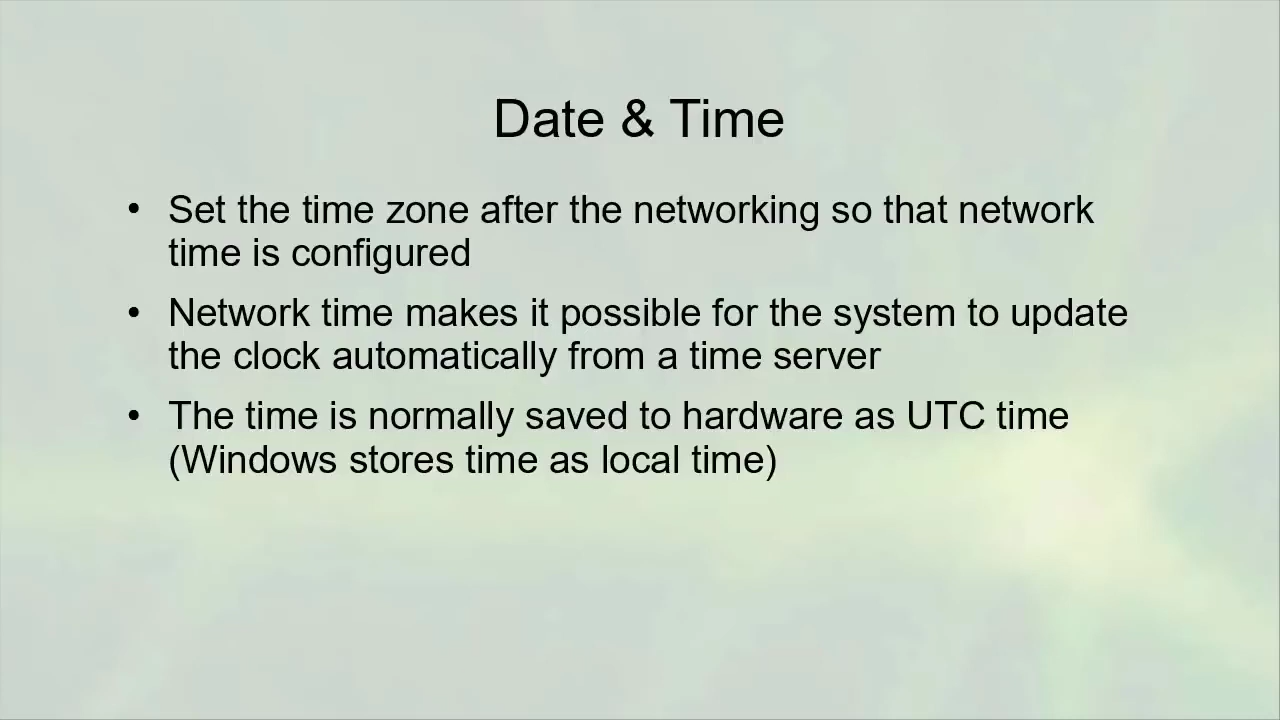 Date & Time
• Set the time zone after the networking so that network
time is configured
• Network time makes it possible for the system to update
the clock automatically from a time server
• The time is normally saved to hardware as UTC time
(Windows stores time as local time)